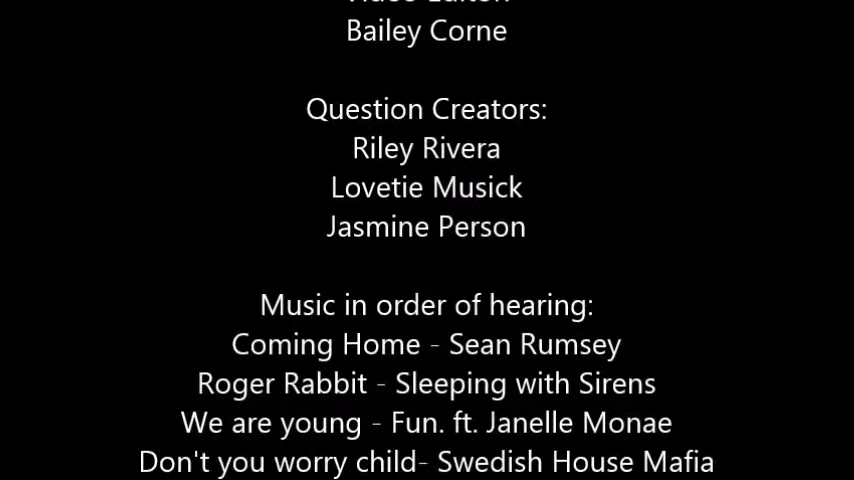 Bailey Corne
Question Creators:
Riley Rivera
Lovetie Musick
Jasmine Person
Music in order of hearing:
Coming Home - Sean Rumsey
Roger Rabbit - Sleeping with Sirens
We are young - Fun. ft. Janelle Monae
Don't you worry child- Swedish House Mafia